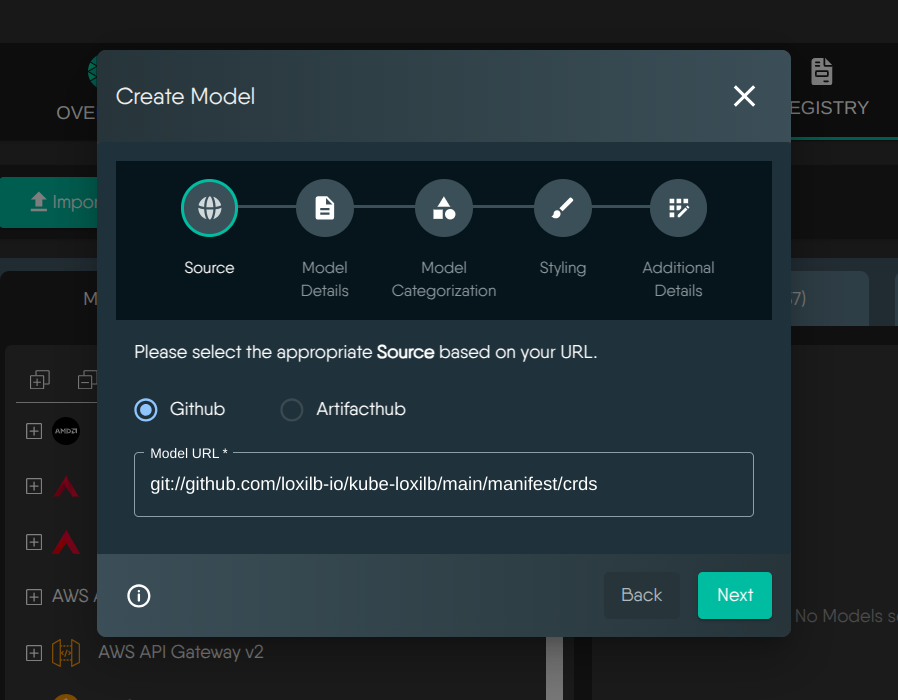 OVE
EGISTRY
Create Model
Impor
Source
Model
Details
Model
Categorization
Styling
Additional
Details
M
7)
Please select the appropriate Source based on your URL.
Github
Artifacthub
Model URL *
git://github.com/loxilb-io/kube-loxilb/main/manifest/crds
AMD
AWS A
Back
Next
No Models s
AWS API Gateway v2